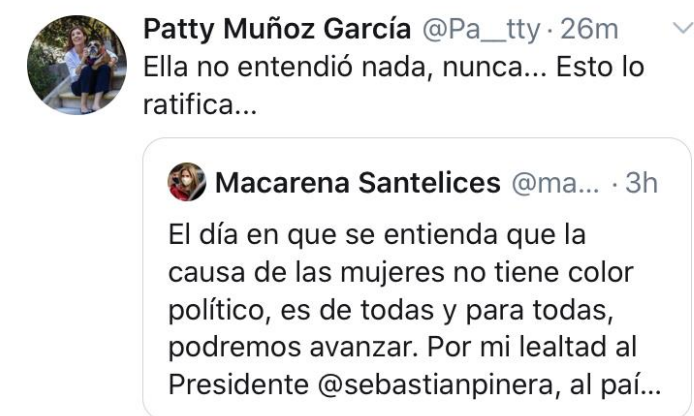 Patty Muñoz García @Pa__tty · 26m
Ella no entendió nada, nunca... Esto lo
ratifica...
Macarena Santelices @ma... · 3h
El día en que se entienda que la
causa de las mujeres no tiene color
político, es de todas y para todas,
podremos avanzar. Por mi lealtad al
Presidente @sebastianpinera, al paí...